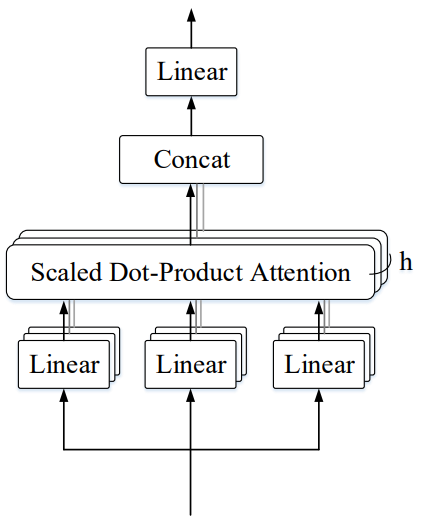 Linear
Concat
Scaled Dot-Product Attention
h
Linear Linear Linear